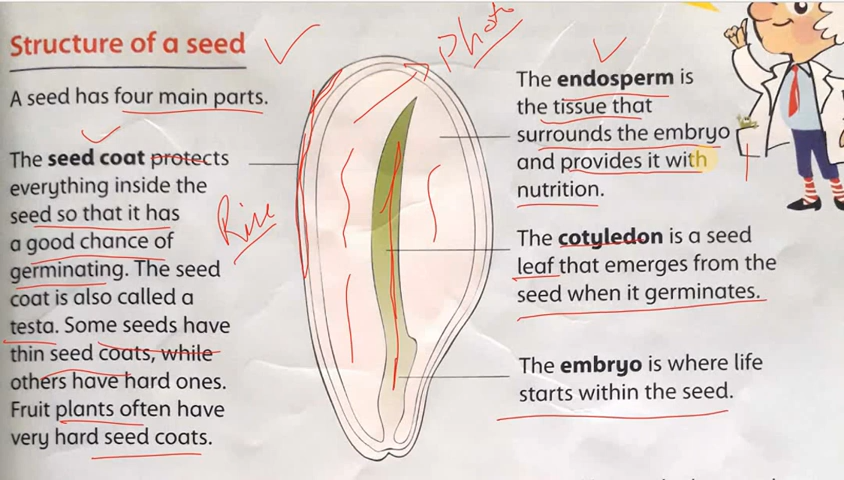 Structure of a seed
A seed has four main parts.
The seed coat protects
everything inside the
seed so that it has
a good chance of
germinating. The seed
coat is also called a
testa. Some seeds have
thin seed coats, while
others have hard ones.
Fruit plants often have
very hard seed coats.
Rise
Photo
The endosperm is
the tissue that
surrounds the embryo
and provides it with
nutrition.
The cotyledon is a seed
leaf that emerges from the
seed when it germinates.
The embryo is where life
starts within the seed.